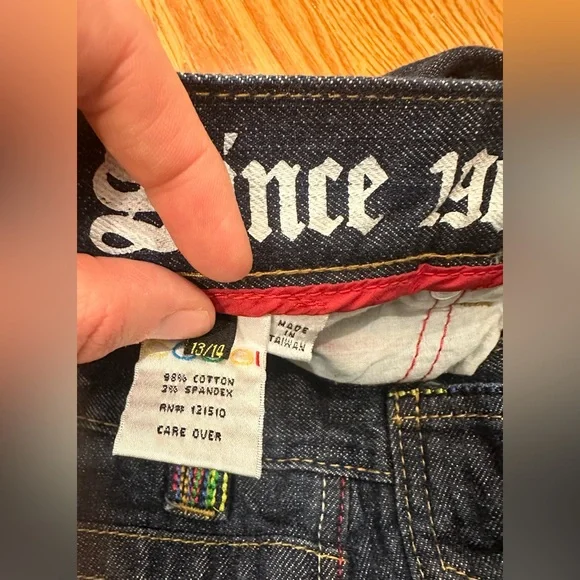 Since 19
MADE
IN
TAIWAN
13/14
98% COTTON
2% SPANDEX
RN# 121510
CARE OVER